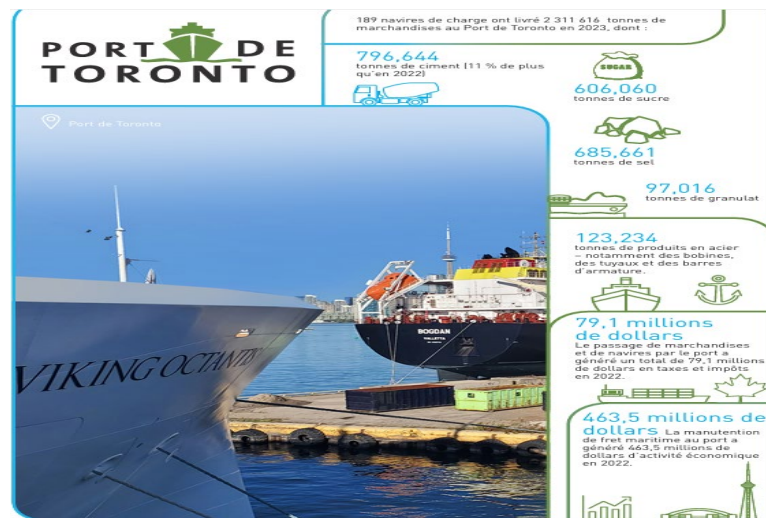 PORT DE
TORONTO
189 navires de charge ont livré 2 311 616 tonnes de
marchandises au Port de Toronto en 2023, dont :
796,644
tonnes de ciment (11 % de plus
qu'en 2022)
SUGAR
606,060
tonnes de sucre
685,661
tonnes de sel
97,016
tonnes de granulat
123,234
tonnes de produits en acier
– notamment des bobines,
des tuyaux et des barres
d'armature.
79,1 millions
de dollars
Le passage de marchandises
et de navires par le port a
généré un total de 79,1 millions
de dollars en taxes et impôts
en 2022.
463,5 millions de
dollars La manutention
de fret maritime au port a
généré 463,5 millions de
dollars d'activité économique
en 2022.
Port de Toronto
VIKING OCTANTIS
BOGDAN
VALLETTA